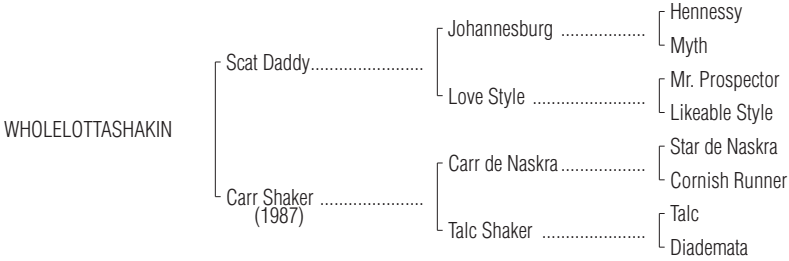 Hennessy
Johannesburg ...................
Myth
Scat Daddy.......................
Mr. Prospector
Love Style .......................
Likeable Style
WHOLELOTTASHAKIN
Star de Naskra
Carr de Naskra.................
Cornish Runner
Carr Shaker .....................
(1987)
Talc
Talc Shaker .....................
Diademata